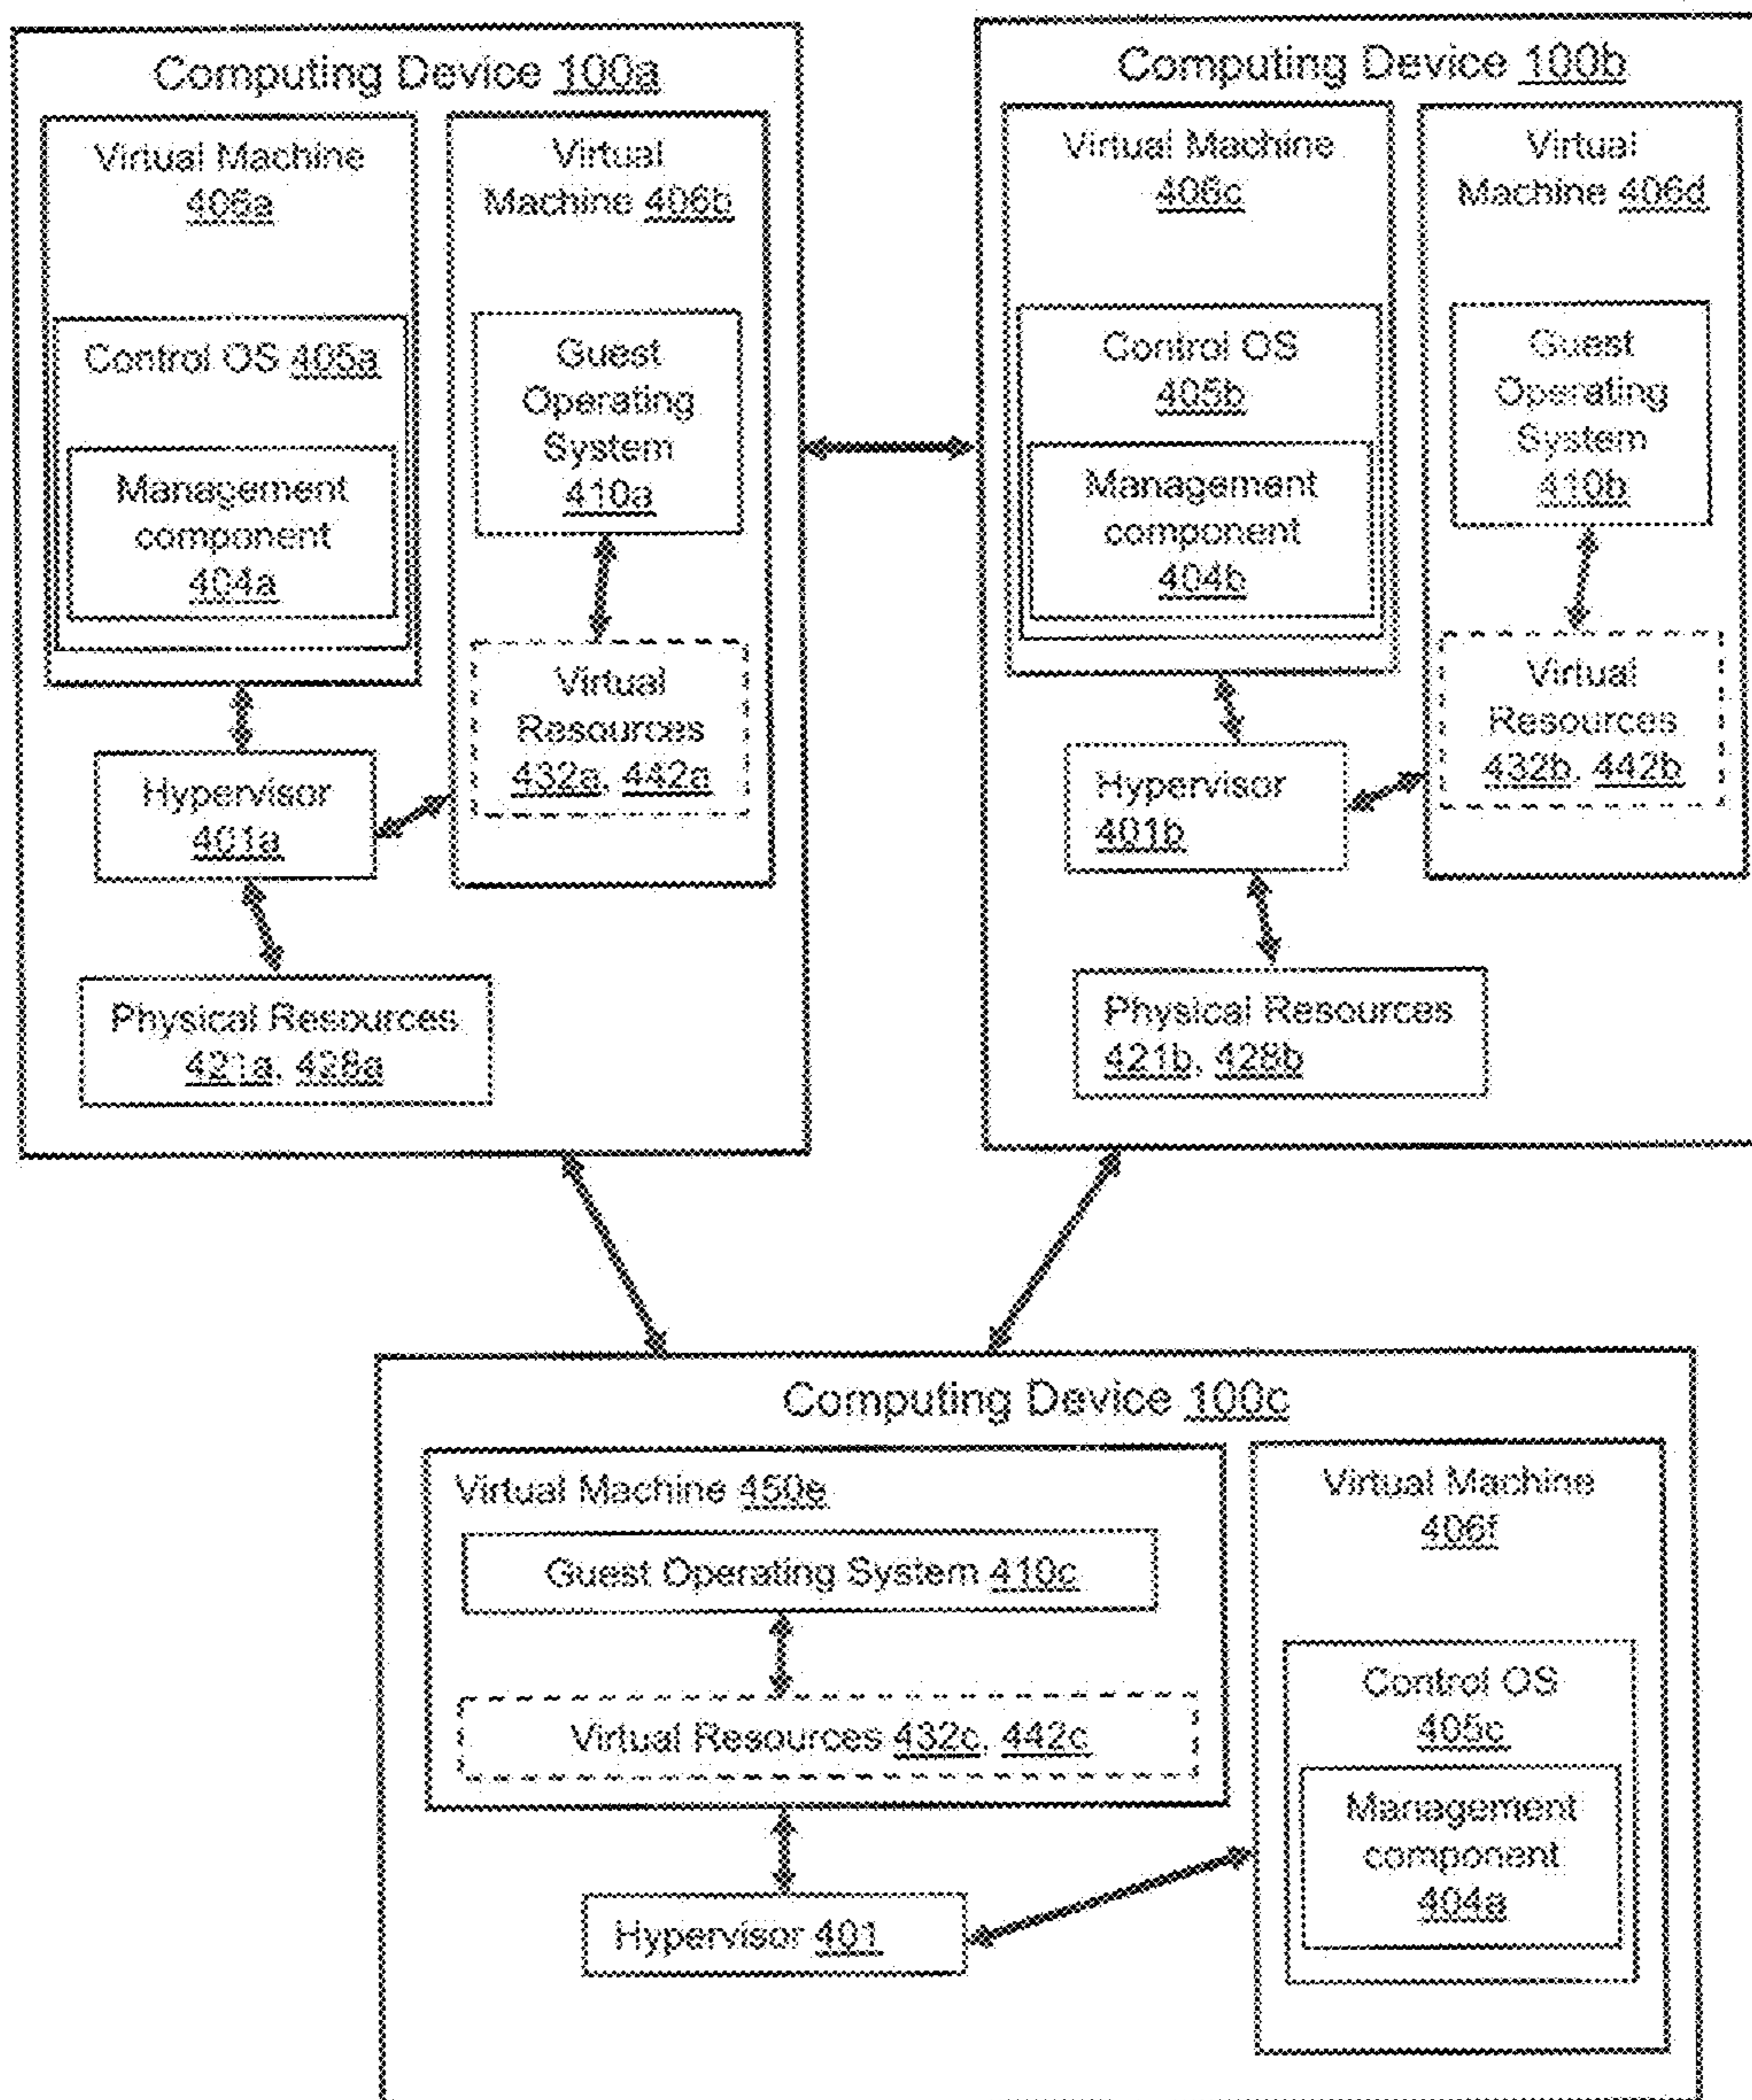 Computing Device 100a
Virtual Machine
406a
Control OS 405a
Management
component
404a
Virtual
Machine 406b
Guest
Operating
System
410a
Virtual
Resources
432a, 442a
Hypervisor
401a
Physical Resources
421a, 428a
Computing Device 100b
Virtual Machine
406c
Control OS
405b
Management
component
404b
Virtual
Machine 406d
Guest
Operating
System
410b
Virtual
Resources
432b, 442b
Hypervisor
401b
Physical Resources
421b, 428b
Computing Device 100c
Virtual Machine 450e
Guest Operating System 410c
Virtual Resources 432c, 442c
Hypervisor 401
Virtual Machine
406f
Control OS
405c
Management
component
404a